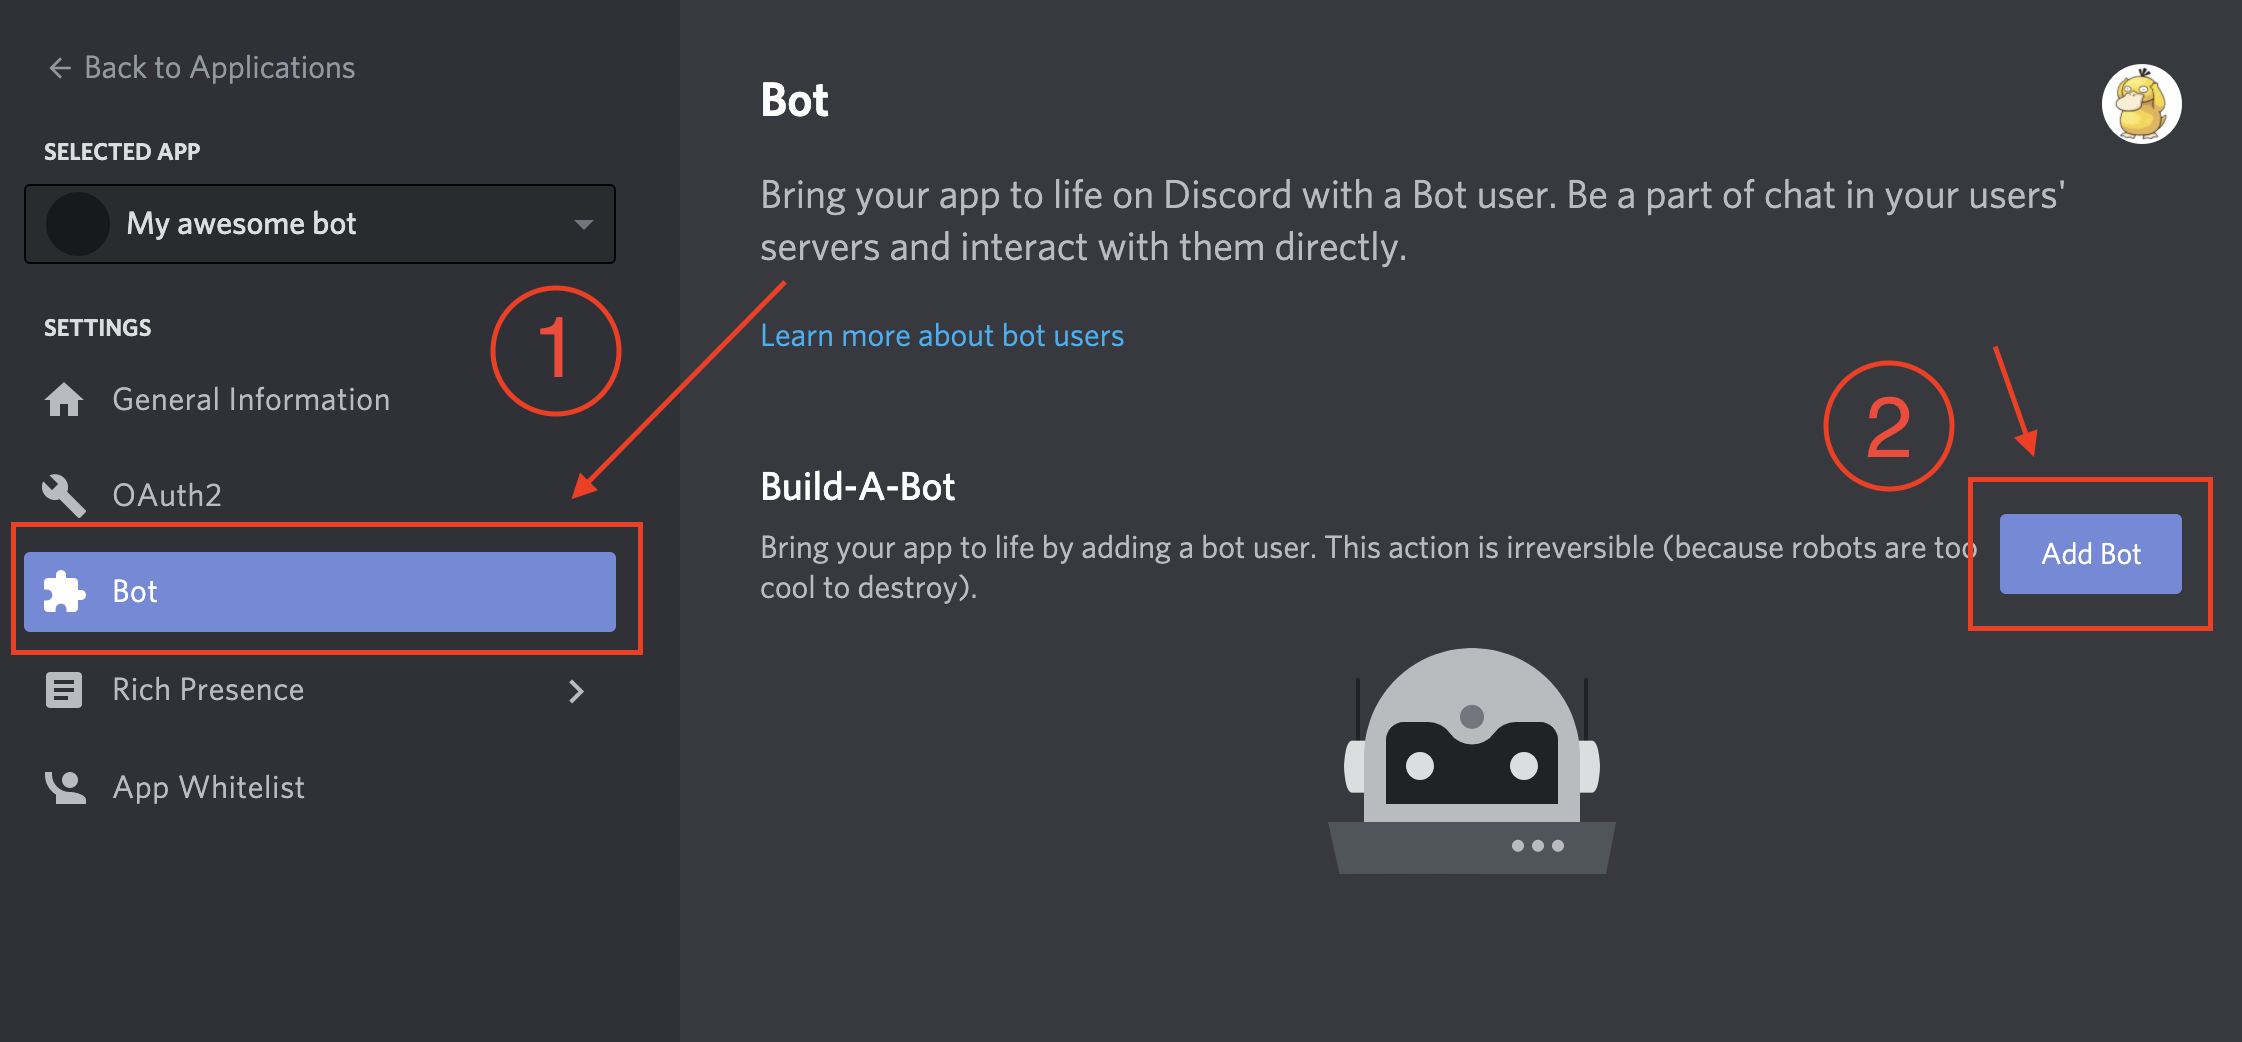 Back to Applications
SELECTED APP
My awesome bot
SETTINGS
1
General Information
OAuth2
Bot
Rich Presence
App Whitelist
Bot
Bring your app to life on Discord with a Bot user. Be a part of chat in your users'
servers and interact with them directly.
Learn more about bot users
2
Build-A-Bot
Bring your app to life by adding a bot user. This action is irreversible (because robots are too
cool to destroy).
Add Bot